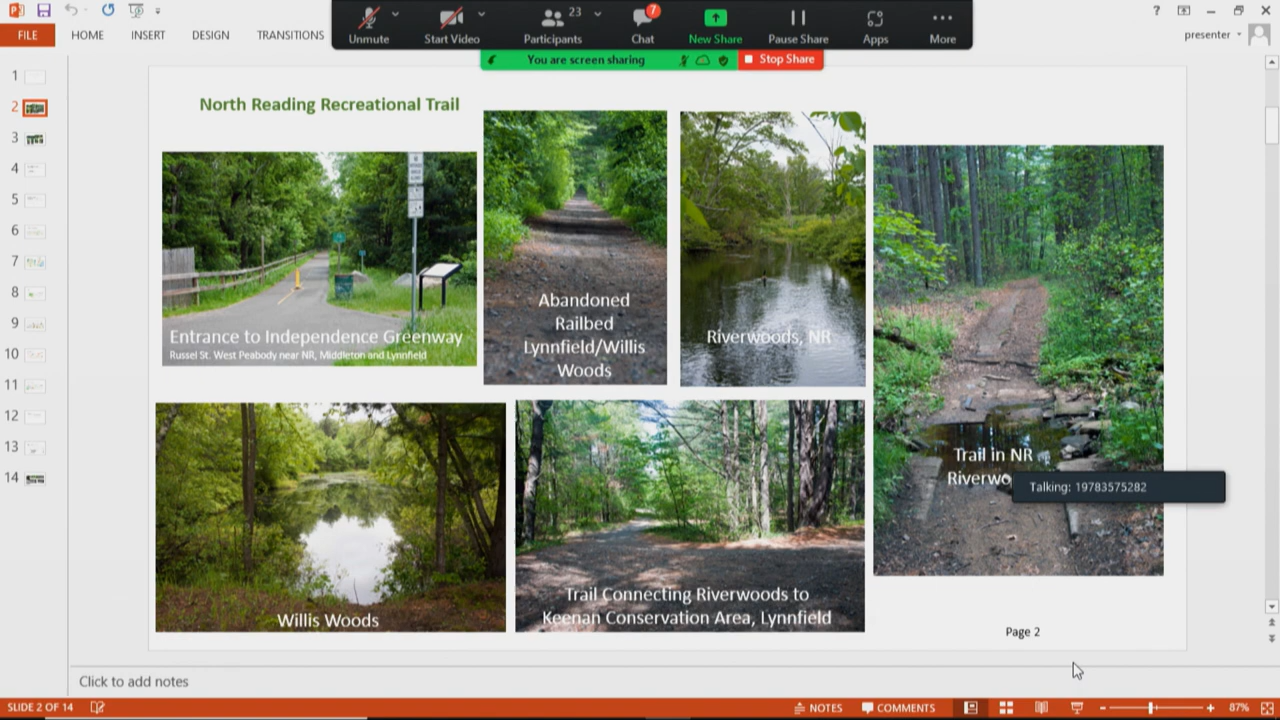 23
7
Unmute
Start Video
Participants
Chat
New Share
Pause Share
Apps
More
You are screen sharing
Stop Share
FILE
HOME
INSERT
DESIGN
TRANSITIONS
presenter
1
2
3
4
5
6
7
8
9
10
11
12
13
14
North Reading Recreational Trail
Entrance to Independence Greenway
Russel St. West Peabody near NR, Middleton and Lynnfield
Abandoned
Railbed
Lynnfield/Willis
Woods
Riverwoods, NR
Trail in NR
Riverwo
Talking: 19783575282
Willis Woods
Trail Connecting Riverwoods to
Keenan Conservation Area, Lynnfield
Page 2
Click to add notes
SLIDE 2 OF 14
NOTES
COMMENTS
87%